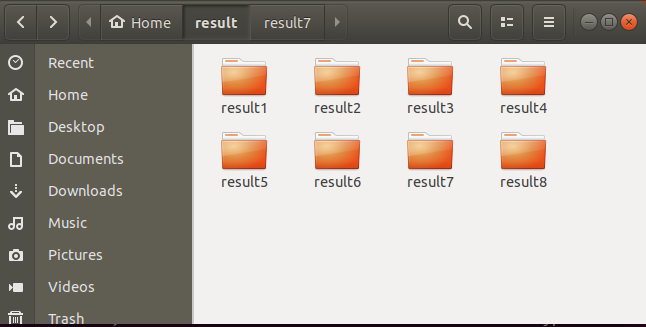 Home result result7
Recent
Home
Desktop
Documents
Downloads
Music
Pictures
Videos
Trash
result1 result2 result3 result4
result5 result6 result7 result8